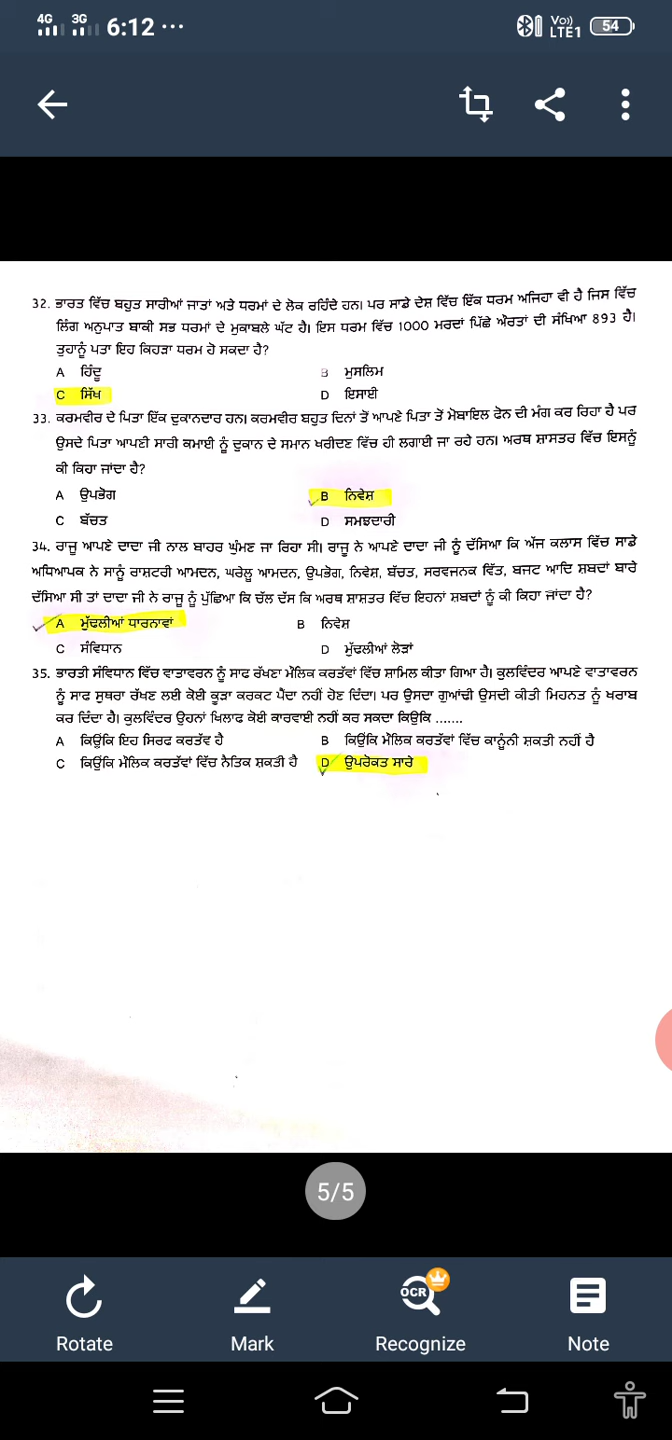 4G 3G 6:12 ··· Vo)) LTE1 54
32. ਭਾਰਤ ਵਿੱਚ ਬਹੁਤ ਸਾਰੀਆਂ ਜਾਤਾਂ ਅਤੇ ਧਰਮਾਂ ਦੇ ਲੋਕ ਰਹਿੰਦੇ ਹਨ। ਪਰ ਸਾਡੇ ਦੇਸ਼ ਵਿੱਚ ਇੱਕ ਧਰਮ ਅਜਿਹਾ ਵੀ ਹੈ ਜਿਸ ਵਿੱਚ
ਲਿੰਗ ਅਨੁਪਾਤ ਬਾਕੀ ਸਭ ਧਰਮਾਂ ਦੇ ਮੁਕਾਬਲੇ ਘੱਟ ਹੈ। ਇਸ ਧਰਮ ਵਿੱਚ 1000 ਮਰਦਾਂ ਪਿੱਛੇ ਔਰਤਾਂ ਦੀ ਸੰਖਿਆ 893 ਹੈ।
ਤੁਹਾਨੂੰ ਪਤਾ ਇਹ ਕਿਹੜਾ ਧਰਮ ਹੋ ਸਕਦਾ ਹੈ?
A ਹਿੰਦੂ B ਮੁਸਲਿਮ
C ਸਿੱਖ D ਇਸਾਈ
33. ਕਰਮਵੀਰ ਦੇ ਪਿਤਾ ਇੱਕ ਦੁਕਾਨਦਾਰ ਹਨ। ਕਰਮਵੀਰ ਬਹੁਤ ਦਿਨਾਂ ਤੋਂ ਆਪਣੇ ਪਿਤਾ ਤੋਂ ਮੋਬਾਇਲ ਫੋਨ ਦੀ ਮੰਗ ਕਰ ਰਿਹਾ ਹੈ ਪਰ
ਉਸਦੇ ਪਿਤਾ ਆਪਣੀ ਸਾਰੀ ਕਮਾਈ ਨੂੰ ਦੁਕਾਨ ਦੇ ਸਮਾਨ ਖਰੀਦਣ ਵਿੱਚ ਹੀ ਲਗਾਈ ਜਾ ਰਹੇ ਹਨ। ਅਰਥ ਸ਼ਾਸਤਰ ਵਿੱਚ ਇਸਨੂੰ
ਕੀ ਕਿਹਾ ਜਾਂਦਾ ਹੈ?
A ਉਪਭੋਗ B ਨਿਵੇਸ਼
C ਬੱਚਤ D ਸਮਝਦਾਰੀ
34. ਰਾਜੂ ਆਪਣੇ ਦਾਦਾ ਜੀ ਨਾਲ ਬਾਹਰ ਘੁੰਮਣ ਜਾ ਰਿਹਾ ਸੀ। ਰਾਜੂ ਨੇ ਆਪਣੇ ਦਾਦਾ ਜੀ ਨੂੰ ਦੱਸਿਆ ਕਿ ਅੱਜ ਕਲਾਸ ਵਿੱਚ ਸਾਡੇ
ਅਧਿਆਪਕ ਨੇ ਸਾਨੂੰ ਰਾਸ਼ਟਰੀ ਆਮਦਨ, ਘਰੇਲੂ ਆਮਦਨ, ਉਪਭੋਗ, ਨਿਵੇਸ਼, ਬੱਚਤ, ਸਰਵਜਨਕ ਵਿੱਤ, ਬਜਟ ਆਦਿ ਸ਼ਬਦਾਂ ਬਾਰੇ
ਦੱਸਿਆ ਸੀ ਤਾਂ ਦਾਦਾ ਜੀ ਨੇ ਰਾਜੂ ਨੂੰ ਪੁੱਛਿਆ ਕਿ ਚੱਲ ਦੱਸ ਕਿ ਅਰਥ ਸ਼ਾਸ਼ਤਰ ਵਿੱਚ ਇਹਨਾਂ ਸ਼ਬਦਾਂ ਨੂੰ ਕੀ ਕਿਹਾ ਜਾਂਦਾ ਹੈ?
A ਮੁੱਢਲੀਆਂ ਧਾਰਨਾਵਾਂ B ਨਿਵੇਸ਼
C ਸੰਵਿਧਾਨ D ਮੁੱਢਲੀਆਂ ਲੋੜਾਂ
35. ਭਾਰਤੀ ਸੰਵਿਧਾਨ ਵਿੱਚ ਵਾਤਾਵਰਨ ਨੂੰ ਸਾਫ ਰੱਖਣਾ ਮੌਲਿਕ ਕਰਤੱਵਾਂ ਵਿੱਚ ਸ਼ਾਮਿਲ ਕੀਤਾ ਗਿਆ ਹੈ। ਕੁਲਵਿੰਦਰ ਆਪਣੇ ਵਾਤਾਵਰਨ
ਨੂੰ ਸਾਫ ਸੁਥਰਾ ਰੱਖਣ ਲਈ ਕੋਈ ਕੂੜਾ ਕਰਕਟ ਪੈਦਾ ਨਹੀਂ ਹੋਣ ਦਿੰਦਾ। ਪਰ ਉਸਦਾ ਗੁਆਂਢੀ ਉਸਦੀ ਕੀਤੀ ਮਿਹਨਤ ਨੂੰ ਖਰਾਬ
ਕਰ ਦਿੰਦਾ ਹੈ। ਕੁਲਵਿੰਦਰ ਉਹਨਾਂ ਖਿਲਾਫ ਕੋਈ ਕਾਰਵਾਈ ਨਹੀਂ ਕਰ ਸਕਦਾ ਕਿਉਕਿ .......
A ਕਿਉਂਕਿ ਇਹ ਸਿਰਫ ਕਰਤੱਵ ਹੈ B ਕਿਉਂਕਿ ਮੌਲਿਕ ਕਰਤੱਵਾਂ ਵਿੱਚ ਕਾਨੂੰਨੀ ਸ਼ਕਤੀ ਨਹੀਂ ਹੈ
C ਕਿਉਂਕਿ ਮੌਲਿਕ ਕਰਤੱਵਾਂ ਵਿੱਚ ਨੈਤਿਕ ਸ਼ਕਤੀ ਹੈ D ਉਪਰੋਕਤ ਸਾਰੇ
5/5
OCR
Rotate Mark Recognize Note